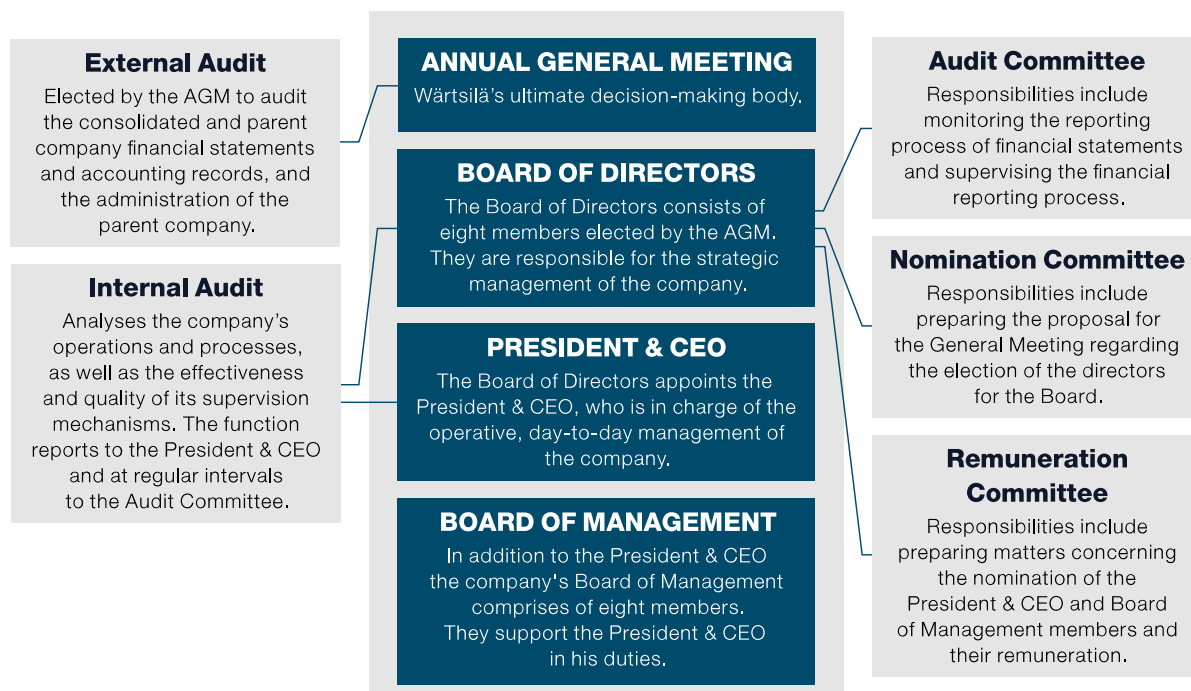 External Audit
Elected by the AGM to audit
the consolidated and parent
company financial statements
and accounting records, and
the administration of the
parent company.
Internal Audit
Analyses the company's
operations and processes,
as well as the effectiveness
and quality of its supervision
mechanisms. The function
reports to the President & CEO
and at regular intervals
to the Audit Committee.
ANNUAL GENERAL MEETING
Wärtsilä's ultimate decision-making body.
BOARD OF DIRECTORS
The Board of Directors consists of
eight members elected by the AGM.
They are responsible for the strategic
management of the company.
PRESIDENT & CEO
The Board of Directors appoints the
President & CEO, who is in charge of the
operative, day-to-day management of
the company.
BOARD OF MANAGEMENT
In addition to the President & CEO
the company's Board of Management
comprises of eight members.
They support the President & CEO
in his duties.
Audit Committee
Responsibilities include
monitoring the reporting
process of financial statements
and supervising the financial
reporting process.
Nomination Committee
Responsibilities include
preparing the proposal for
the General Meeting regarding
the election of the directors
for the Board.
Remuneration
Committee
Responsibilities include
preparing matters concerning
the nomination of the
President & CEO and Board
of Management members and
their remuneration.